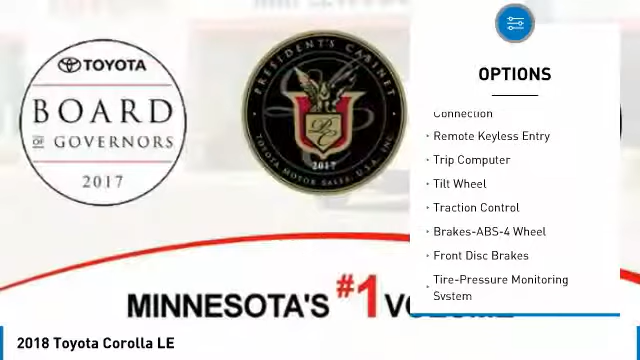 TOYOTA
BOARD
OF GOVERNORS
2017
PRESIDENT'S CABINET
2017
TOYOTA MOTOR SALES, U.S.A., INC.
OPTIONS
Connection
Remote Keyless Entry
Trip Computer
Tilt Wheel
Traction Control
Brakes-ABS-4 Wheel
Front Disc Brakes
Tire-Pressure Monitoring
System
MINNESOTA'S #1
2018 Toyota Corolla LE